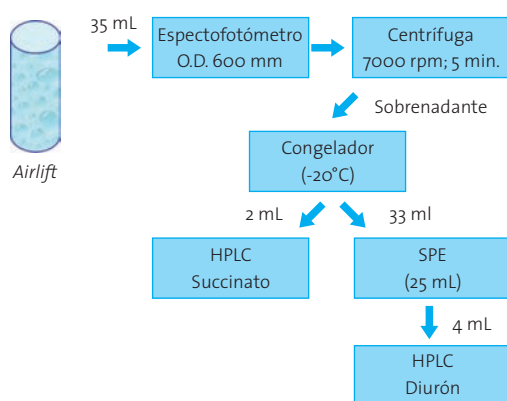 35 mL
Espectofotómetro
O.D. 600 mm
Centrífuga
7000 rpm; 5 min.
Airlift
Sobrenadante
Congelador
(-20°C)
2 mL
33 ml
HPLC
Succinato
SPE
(25 mL)
4 mL
HPLC
Diurón